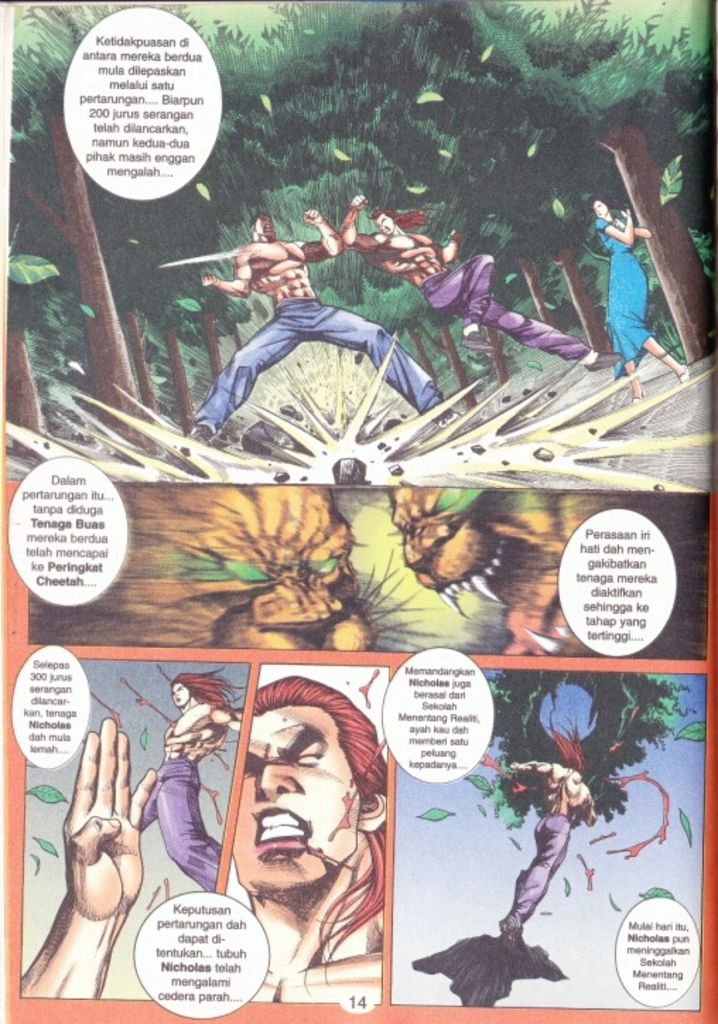 Ketidakpuasan di
antara mereka berdua
mula dilepaskan
melalui satu
pertarungan.... Biarpun
200 jurus serangan
telah dilancarkan,
namun kedua-dua
pihak masih enggan
mengalah....
Dalam
pertarungan itu...
tanpa diduga
Tenaga Buas
mereka berdua
telah mencapai
ke Peringkat
Cheetah....
Perasaan iri
hati dah men-
gakibatkan
tenaga mereka
diaktifkan
sehingga ke
tahap yang
tertinggi....
Selepas
300 jurus
serangan
dilancar-
kan, tenaga
Nicholas
dah mula
lemah....
Keputusan
pertarungan dah
dapat di-
tentukan... tubuh
Nicholas telah
mengalami
cedera parah....
Memandangkan
Nicholas juga
berasal dari
Sekolah
Menentang Realiti,
ayah kau dah
memberi satu
peluang
kepadanya....
Mulai hari itu,
Nicholas pun
meninggalkan
Sekolah
Menentang
Realiti....
14